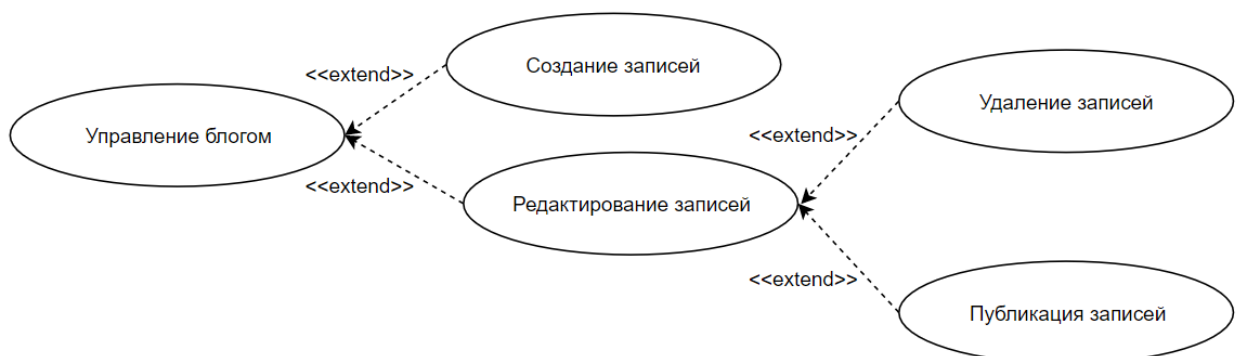 Создание записей
<<extend>>
Управление блогом
<<extend>>
Редактирование записей
Удаление записей
<<extend>>
<<extend>>
Публикация записей